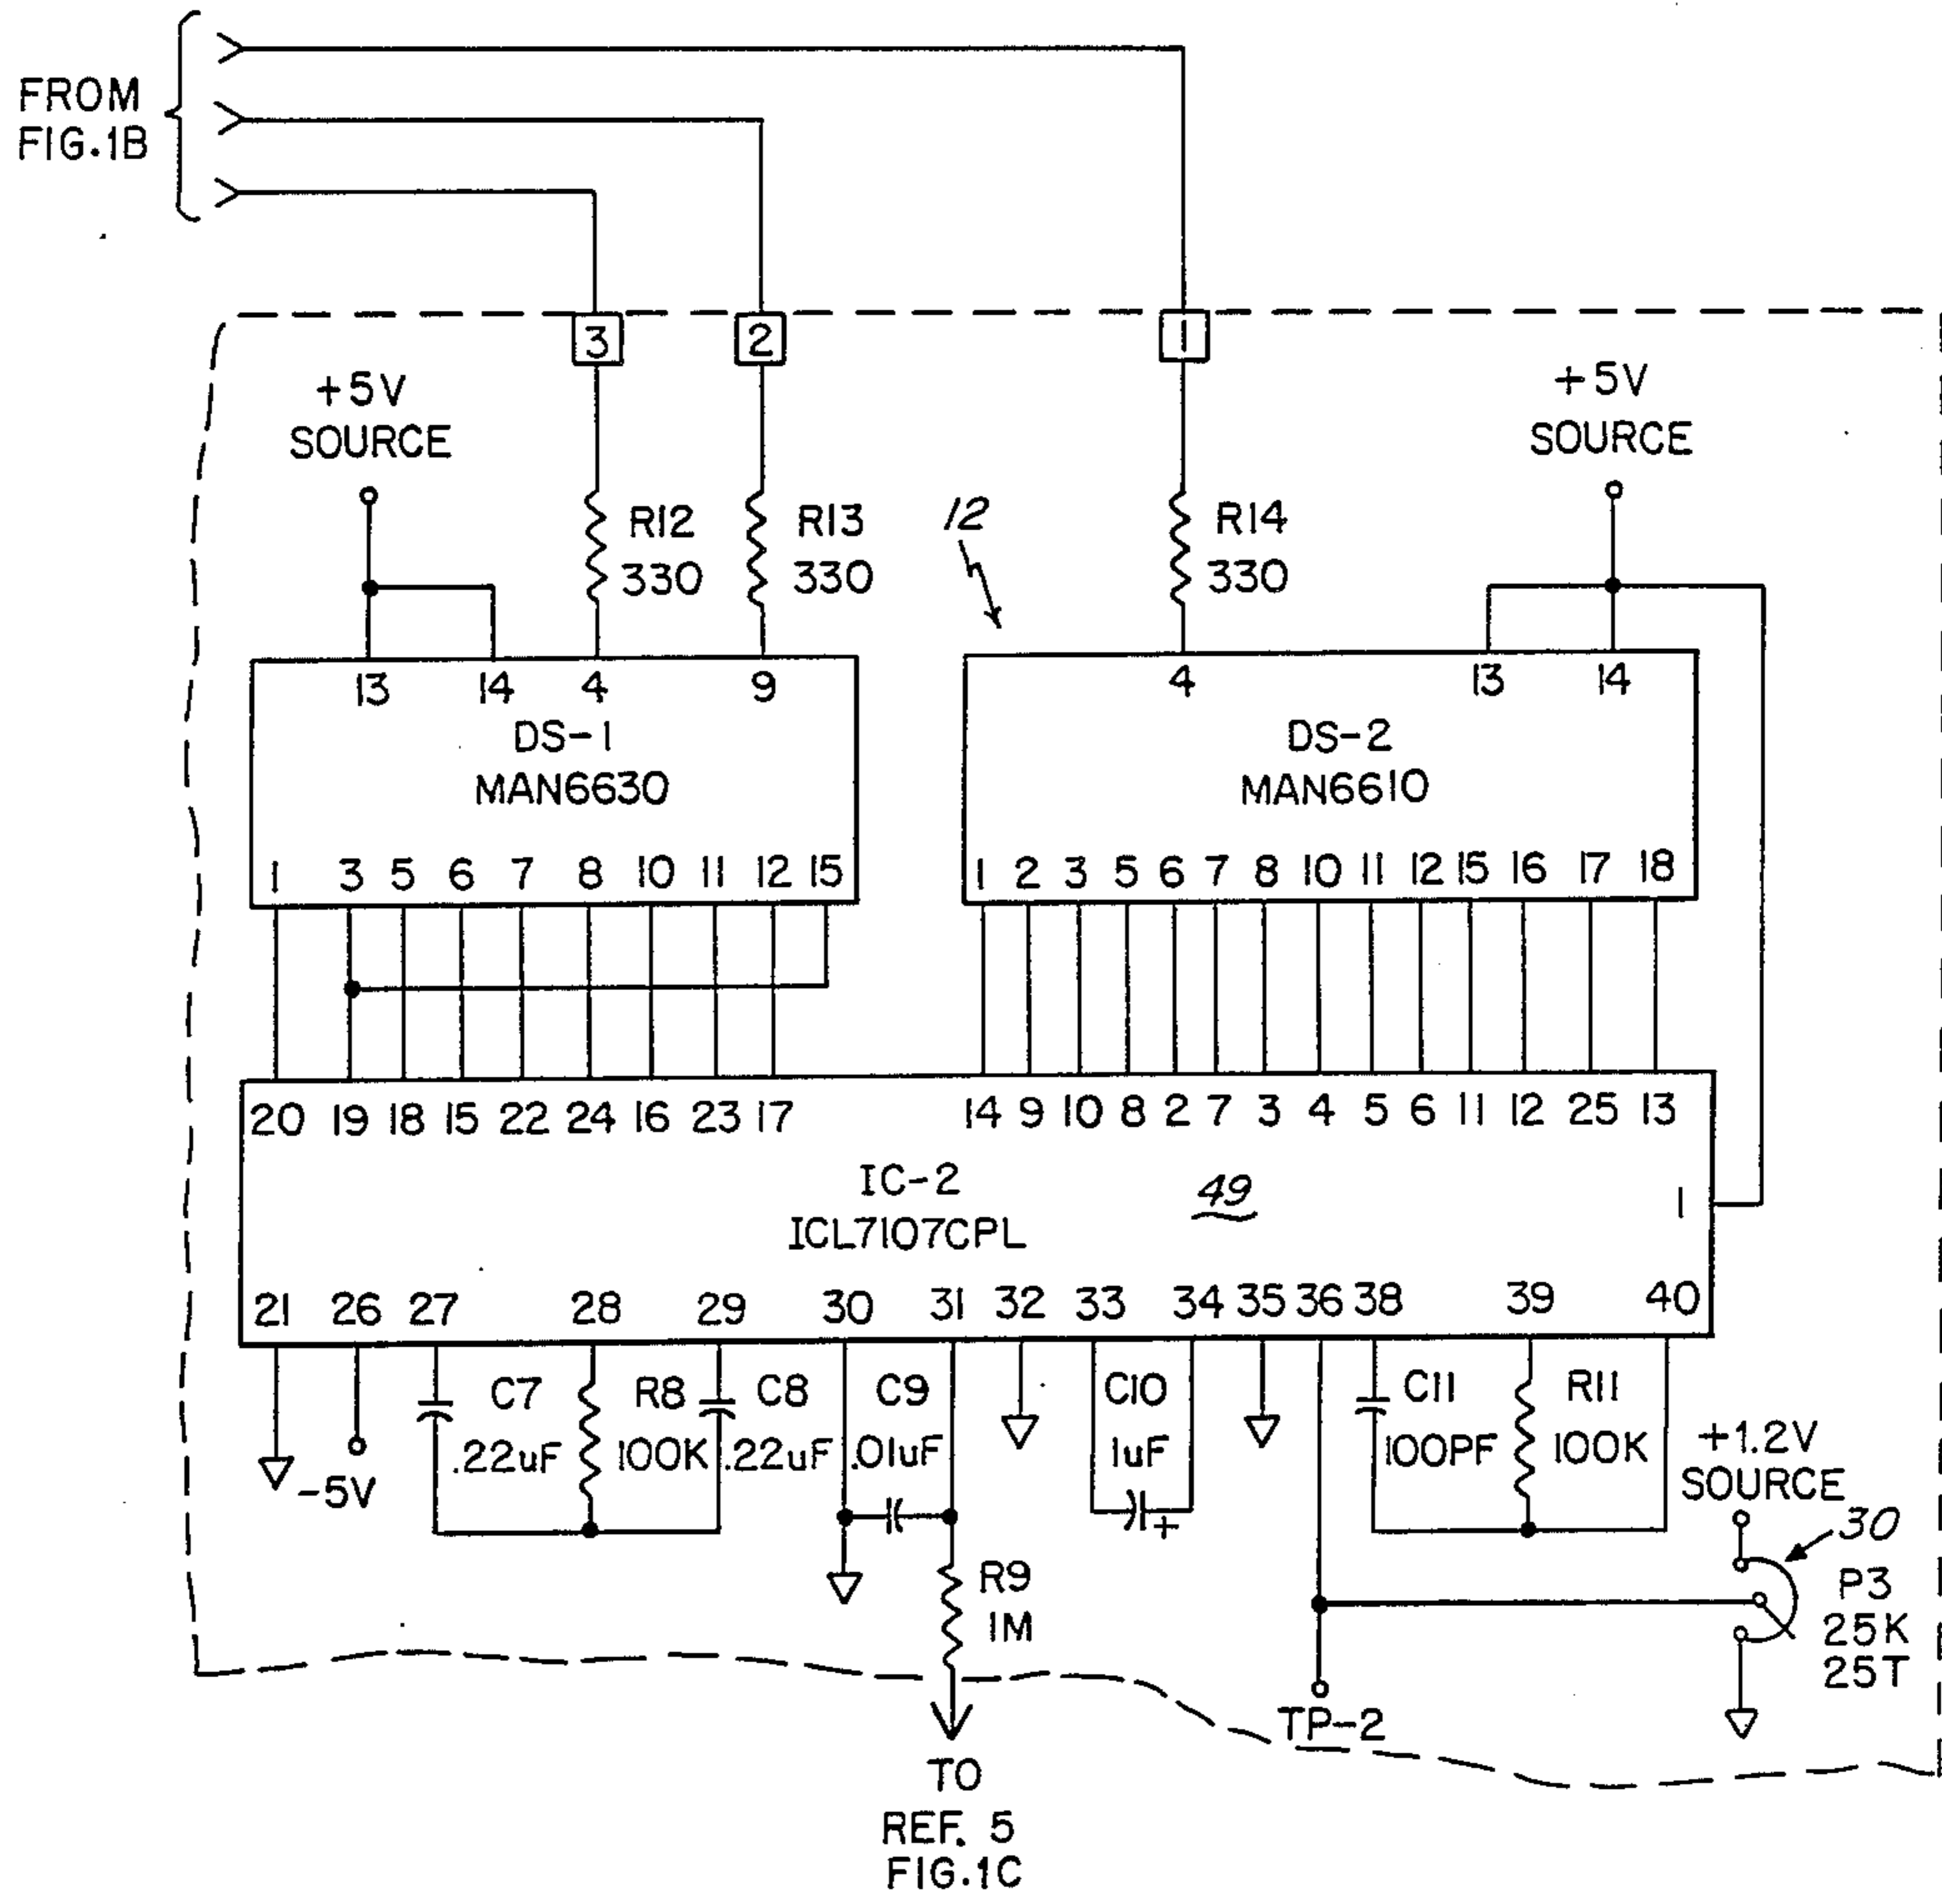 FROM
FIG.1B
3
2
1
+5V
SOURCE
+5V
SOURCE
R12
330
R13
330
12
R14
330
13 14 4 9
DS-1
MAN6630
1 3 5 6 7 8 10 11 12 15
4 13 14
DS-2
MAN6610
1 2 3 5 6 7 8 10 11 12 15 16 17 18
20 19 18 15 22 24 16 23 17 14 9 10 8 2 7 3 4 5 6 11 12 25 13
IC-2
49
1
ICL7107CPL
21 26 27 28 29 30 31 32 33 34 35 36 38 39 40
C7
.22uF
R8
100K
C8
.22uF
C9
.01uF
C10
1uF
+
C11
100PF
R11
100K
+1.2V
SOURCE
-5V
30
P3
25K
25T
R9
1M
TP-2
TO
REF. 5
FIG.1C